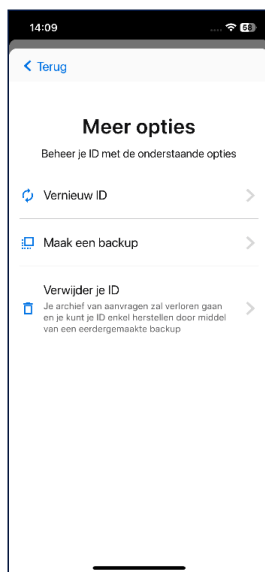 14:09
58
Terug
Meer opties
Beheer je ID met de onderstaande opties
Vernieuw ID
Maak een backup
Verwijder je ID
Je archief van aanvragen zal verloren gaan
en je kunt je ID enkel herstellen door middel
van een eerdergemaakte backup